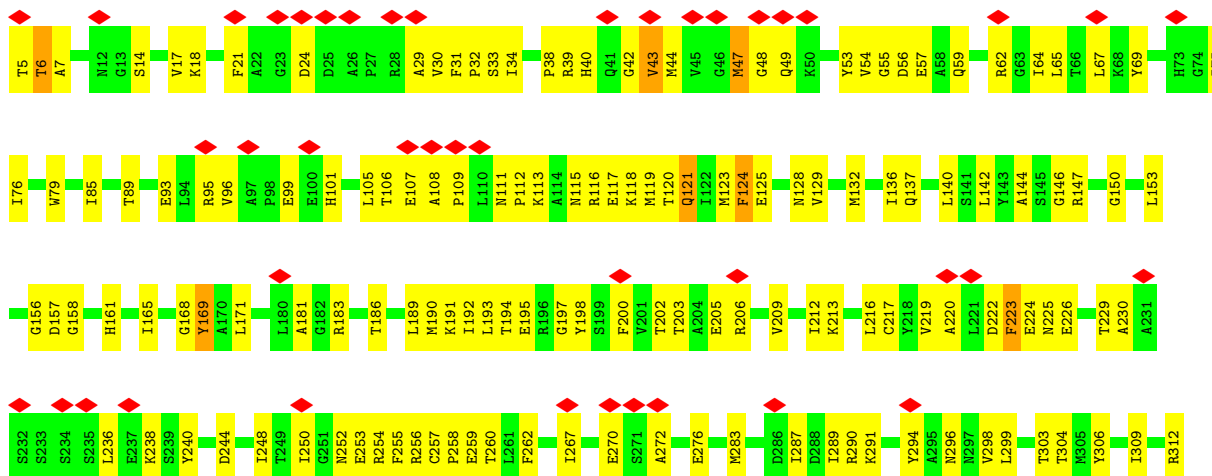 T5 T6 A7 N12 G13 S14 V17 K18 F21 A22 G23 D24 D25 A26 P27 R28 A29 V30 F31 P32 S33 I34 P38 R39 H40 Q41 G42 V43 M44 V45 G46 M47 G48 Q49 K50 Y53 V54 G55 D56 E57 A58 Q59 R62 G63 I64 L65 T66 L67 K68 Y69 H73 G74
I76 W79 I85 T89 E93 L94 R95 V96 A97 P98 E99 E100 H101 L105 T106 E107 A108 P109 L110 N111 P112 K113 A114 N115 R116 E117 K118 M119 T120 Q121 I122 M123 F124 E125 N128 V129 M132 I136 Q137 L140 S141 L142 Y143 A144 S145 G146 R147 G150 L153
G156 D157 G158 H161 I165 G168 Y169 A170 L171 L180 A181 G182 R183 T186 L189 M190 K191 I192 L193 T194 E195 R196 G197 Y198 S199 F200 V201 T202 T203 A204 E205 R206 V209 I212 K213 L216 C217 Y218 V219 A220 L221 D222 F223 E224 N225 E226 T229 A230 A231
S232 S233 S234 S235 L236 E237 K238 S239 Y240 D244 I248 T249 I250 G251 N252 E253 R254 F255 R256 C257 P258 E259 T260 L261 F262 I267 E270 S271 A272 E276 M283 D286 I287 D288 I289 R290 K291 Y294 A295 N296 N297 V298 L299 T303 T304 M305 Y306 I309 R312